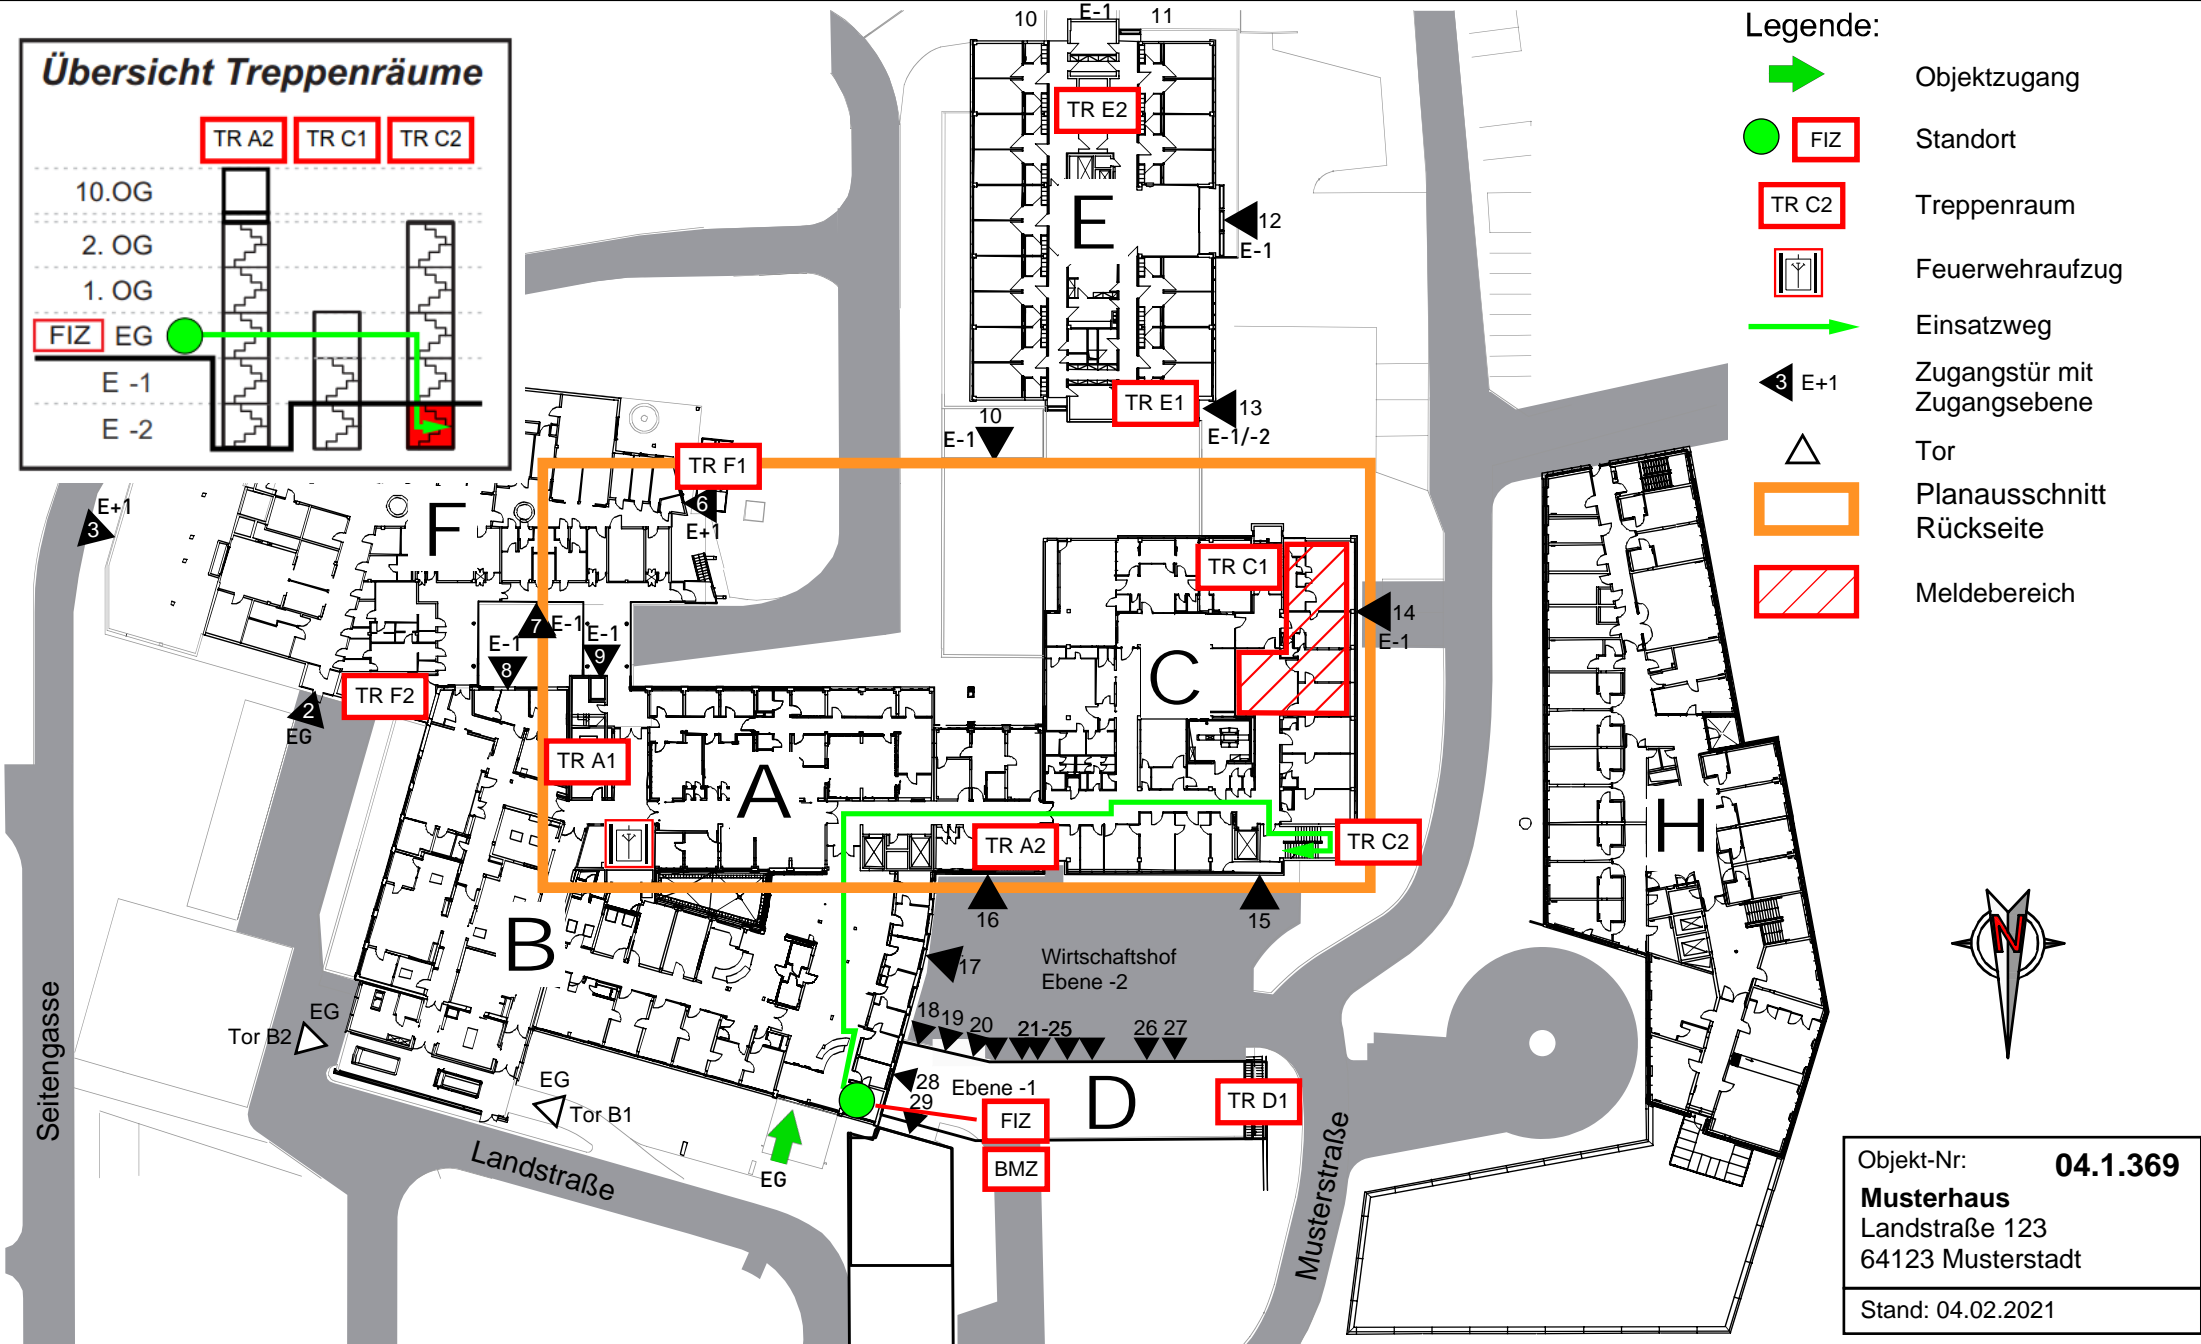 Übersicht Treppenräume
TR A2
TR C1
TR C2
10.OG
2. OG
1. OG
FIZ
EG
E -1
E -2
10
E-1
11
TR E2
E
12
E-1
TR E1
13
E-1/-2
10
E-1
TR F1
6
E+1
3
E+1
F
7
E-1
E-1
8
E-1
9
TR F2
2
EG
TR A1
A
TR C1
C
14
E-1
TR A2
TR C2
16
15
B
17
Wirtschaftshof
Ebene -2
18
19
20
21-25
26
27
28
29
Ebene -1
D
TR D1
FIZ
BMZ
EG
Tor B2
EG
Tor B1
EG
Seitengasse
Landstraße
Musterstraße
H
N
Legende:
Objektzugang
FIZ
Standort
TR C2
Treppenraum
Feuerwehraufzug
Einsatzweg
3
E+1
Zugangstür mit
Zugangsebene
Tor
Planausschnitt
Rückseite
Meldebereich
Objekt-Nr:
04.1.369
Musterhaus
Landstraße 123
64123 Musterstadt
Stand: 04.02.2021